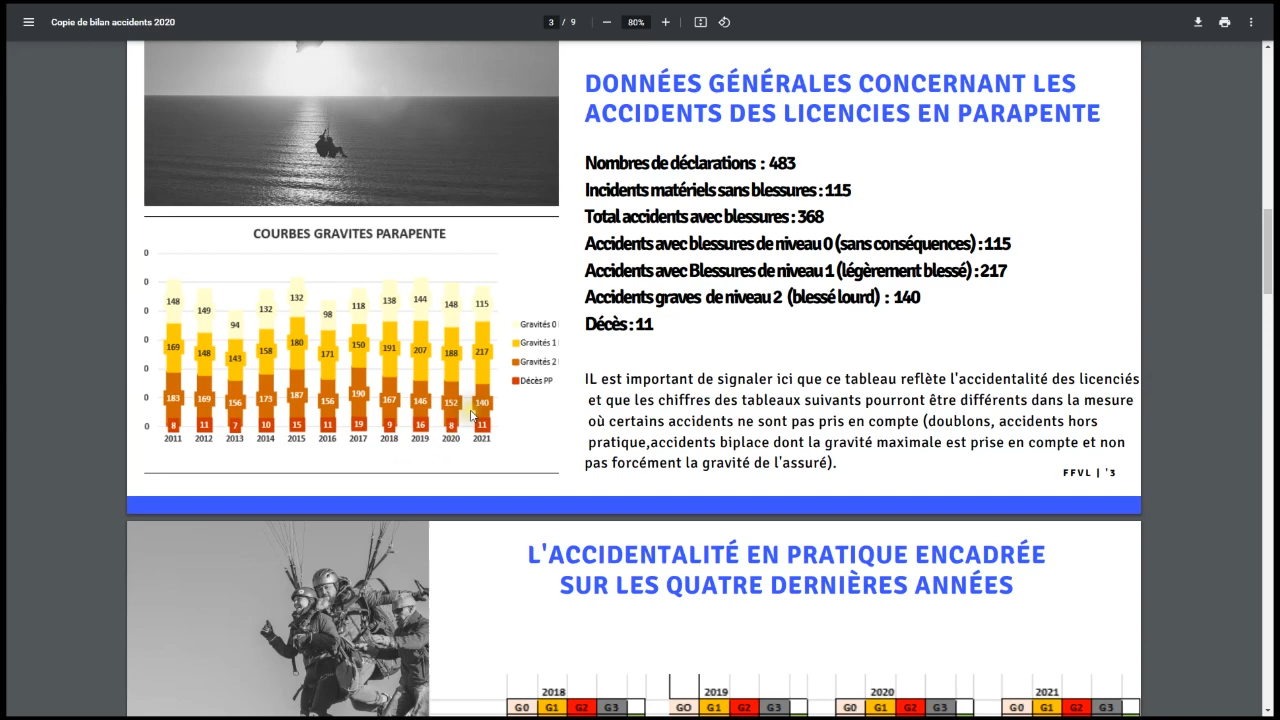 Copie de bilan accidents 2020
3 / 9
80%
DONNÉES GÉNÉRALES CONCERNANT LES
ACCIDENTS DES LICENCIES EN PARAPENTE
Nombres de déclarations : 483
Incidents matériels sans blessures : 115
Total accidents avec blessures : 368
Accidents avec blessures de niveau 0 (sans conséquences) : 115
Accidents avec Blessures de niveau 1 (légèrement blessé) : 217
Accidents graves de niveau 2 (blessé lourd) : 140
Décès : 11
COURBES GRAVITES PARAPENTE
0
0
0
0
0
0
0
148 149 94 132 132 98 118 138 144 148 115
169 148 143 158 180 171 150 191 207 188 217
183 169 156 173 187 156 190 167 146 152 140
8 11 7 10 15 11 19 9 16 8 11
2011 2012 2013 2014 2015 2016 2017 2018 2019 2020 2021
Gravités 0
Gravités 1
Gravités 2
Décès PP
IL est important de signaler ici que ce tableau reflète l'accidentalité des licenciés
et que les chiffres des tableaux suivants pourront être différents dans la mesure
où certains accidents ne sont pas pris en compte (doublons, accidents hors
pratique,accidents biplace dont la gravité maximale est prise en compte et non
pas forcément la gravité de l'assuré).
FFVL | '3
L'ACCIDENTALITÉ EN PRATIQUE ENCADRÉE
SUR LES QUATRE DERNIÈRES ANNÉES
2018 2019 2020 2021
G0 G1 G2 G3 GO G1 G2 G3 G0 G1 G2 G3 G0 G1 G2 G3